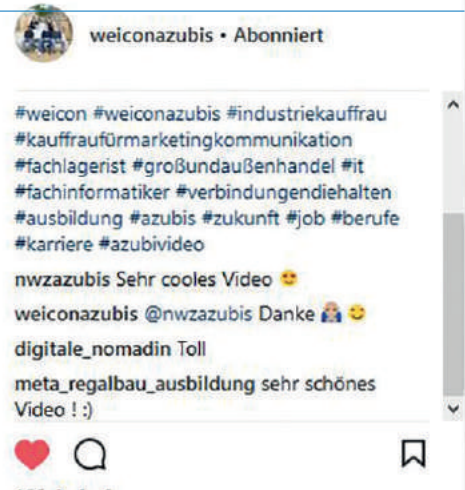 weiconazubis • Abonniert
#weicon #weiconazubis #industriekauffrau
#kauffraufürmarketingkommunikation
#fachlagerist #großundaußenhandel #it
#fachinformatiker #verbindungendiehalten
#ausbildung #azubis #zukunft #job #berufe
#karriere #azubivideo
nwzazubis Sehr cooles Video 😍
weiconazubis @nwzazubis Danke 🙏 😊
digitale_nomadin Toll
meta_regalbau_ausbildung sehr schönes
Video ! :)